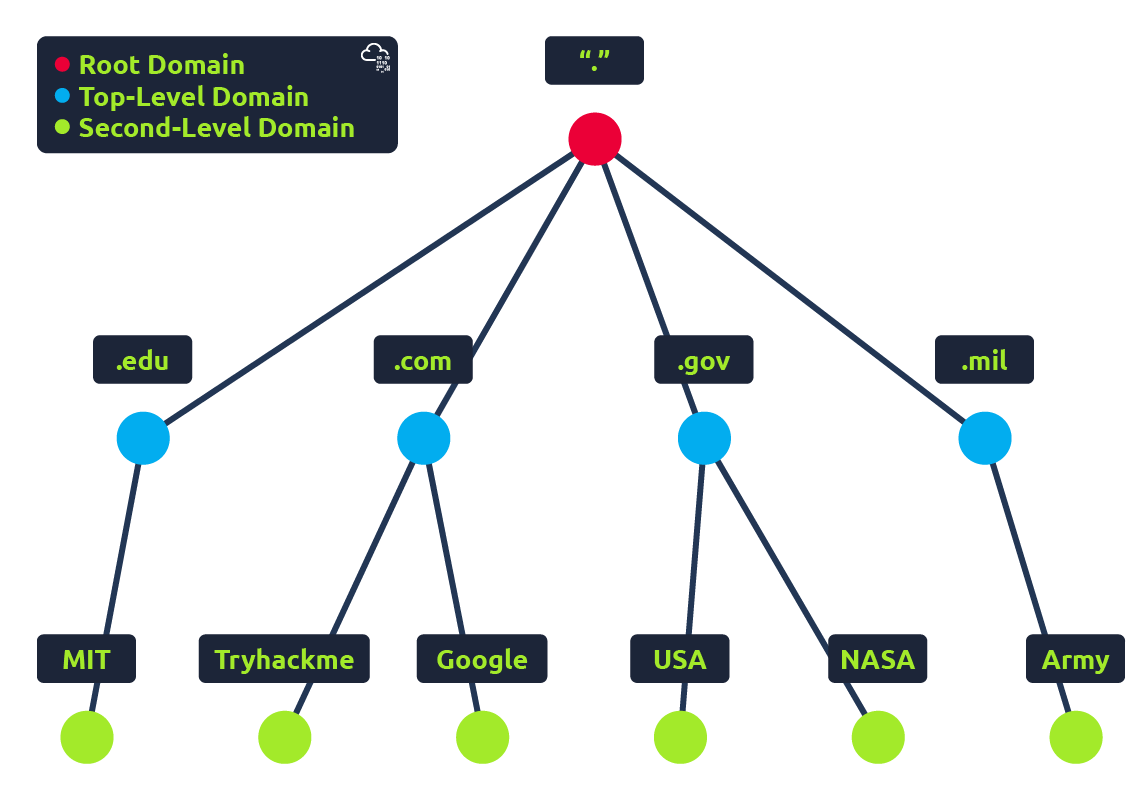 Root Domain
Top-Level Domain
Second-Level Domain
“.”
.edu
.com
.gov
.mil
MIT
Tryhackme
Google
USA
NASA
Army